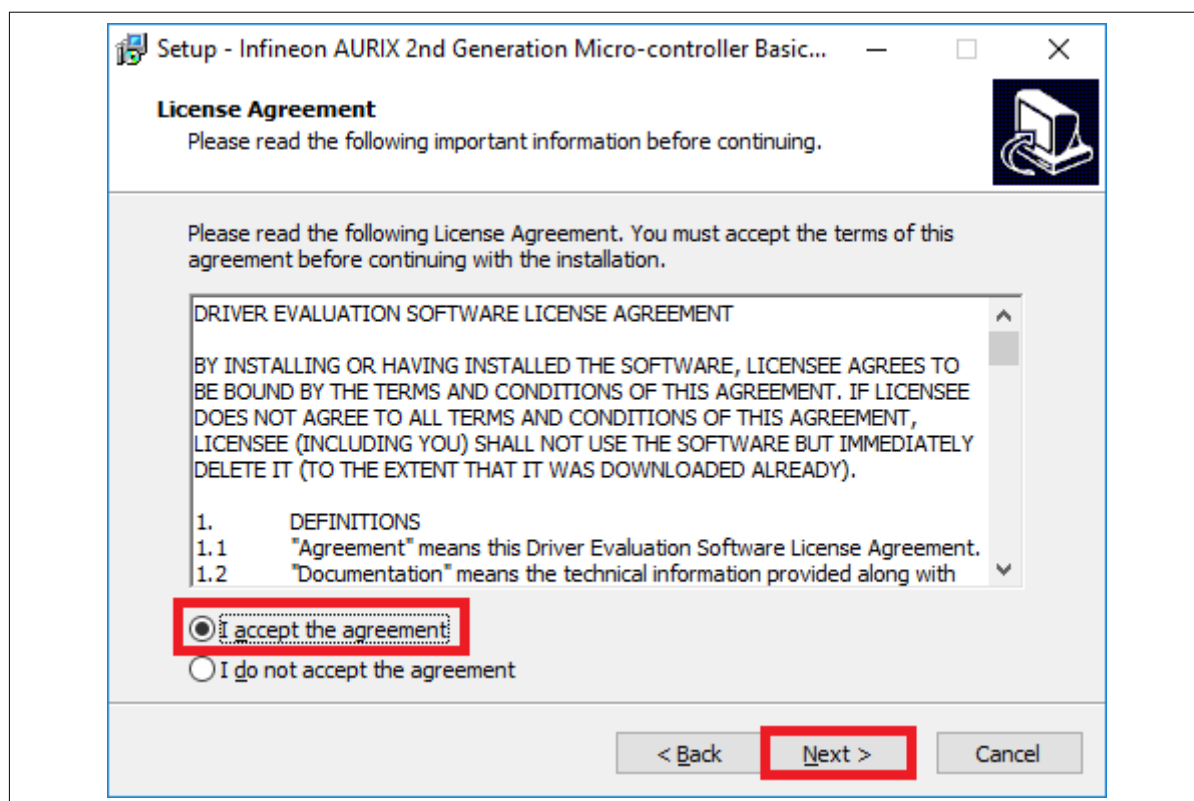 Setup - Infineon AURIX 2nd Generation Micro-controller Basic...
License Agreement
Please read the following important information before continuing.
Please read the following License Agreement. You must accept the terms of this
agreement before continuing with the installation.
DRIVER EVALUATION SOFTWARE LICENSE AGREEMENT
BY INSTALLING OR HAVING INSTALLED THE SOFTWARE, LICENSEE AGREES TO
BE BOUND BY THE TERMS AND CONDITIONS OF THIS AGREEMENT. IF LICENSEE
DOES NOT AGREE TO ALL TERMS AND CONDITIONS OF THIS AGREEMENT,
LICENSEE (INCLUDING YOU) SHALL NOT USE THE SOFTWARE BUT IMMEDIATELY
DELETE IT (TO THE EXTENT THAT IT WAS DOWNLOADED ALREADY).
1. DEFINITIONS
1.1 "Agreement" means this Driver Evaluation Software License Agreement.
1.2 "Documentation" means the technical information provided along with
I accept the agreement
I do not accept the agreement
< Back Next > Cancel